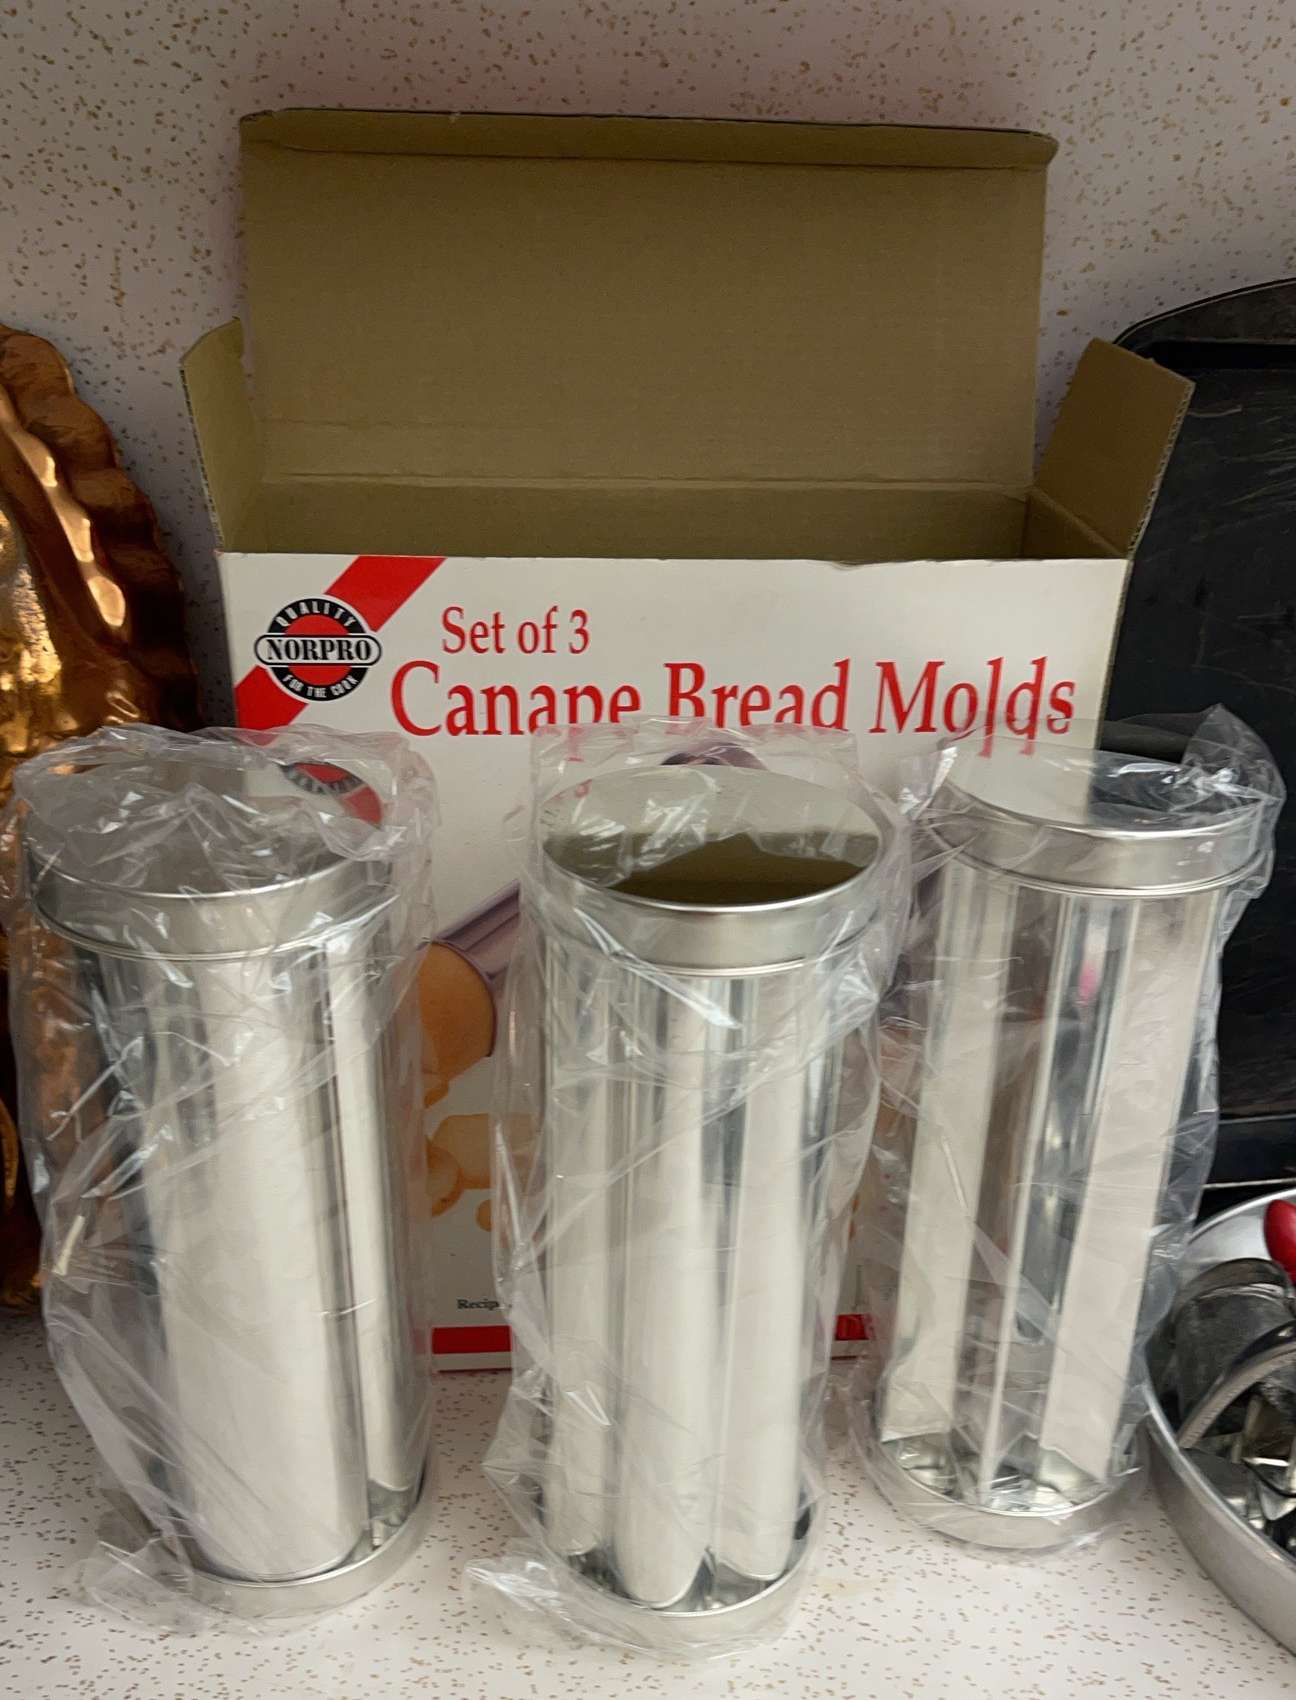 QUALITY
NORPRO
FOR THE COOK
Set of 3
Canape Bread Molds